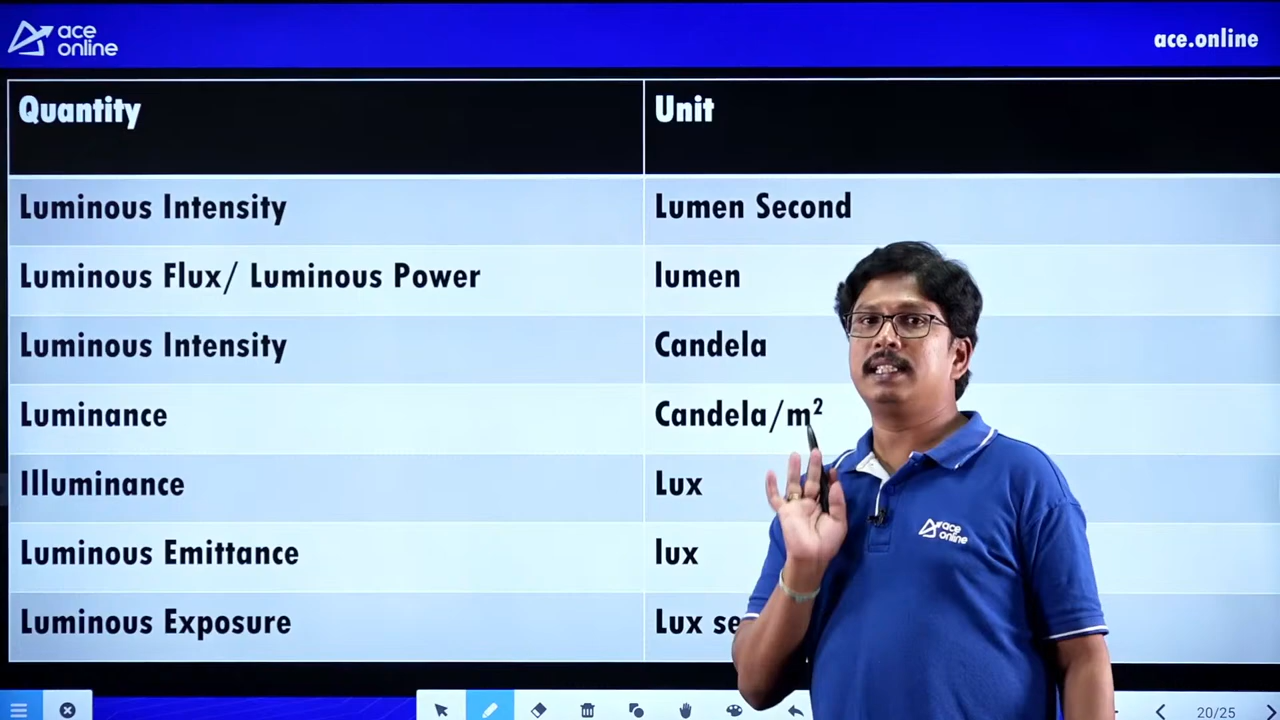 ace
online
ace.online
Quantity
Unit
Luminous Intensity
Lumen Second
Luminous Flux/ Luminous Power
lumen
Luminous Intensity
Candela
Luminance
Candela/m²
Illuminance
Lux
Luminous Emittance
lux
Luminous Exposure
Lux se
ace
online
20/25